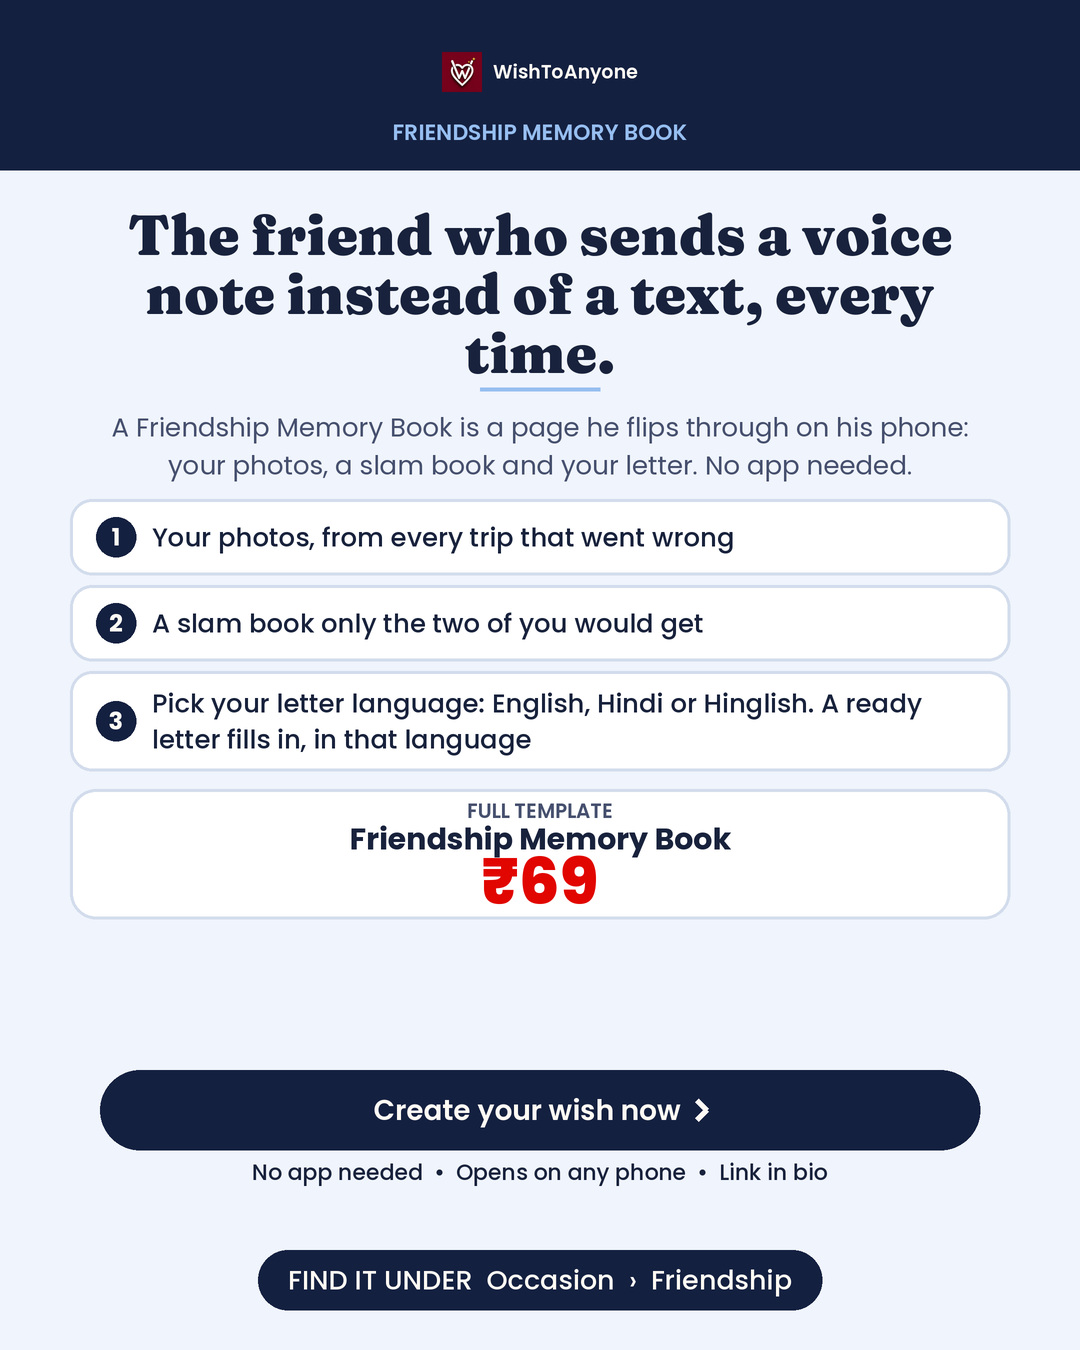 WishToAnyone
FRIENDSHIP MEMORY BOOK
The friend who sends a voice
note instead of a text, every
time.
A Friendship Memory Book is a page he flips through on his phone:
your photos, a slam book and your letter. No app needed.
1 Your photos, from every trip that went wrong
2 A slam book only the two of you would get
3 Pick your letter language: English, Hindi or Hinglish. A ready
letter fills in, in that language
FULL TEMPLATE
Friendship Memory Book
₹69
Create your wish now ›
No app needed • Opens on any phone • Link in bio
FIND IT UNDER Occasion › Friendship